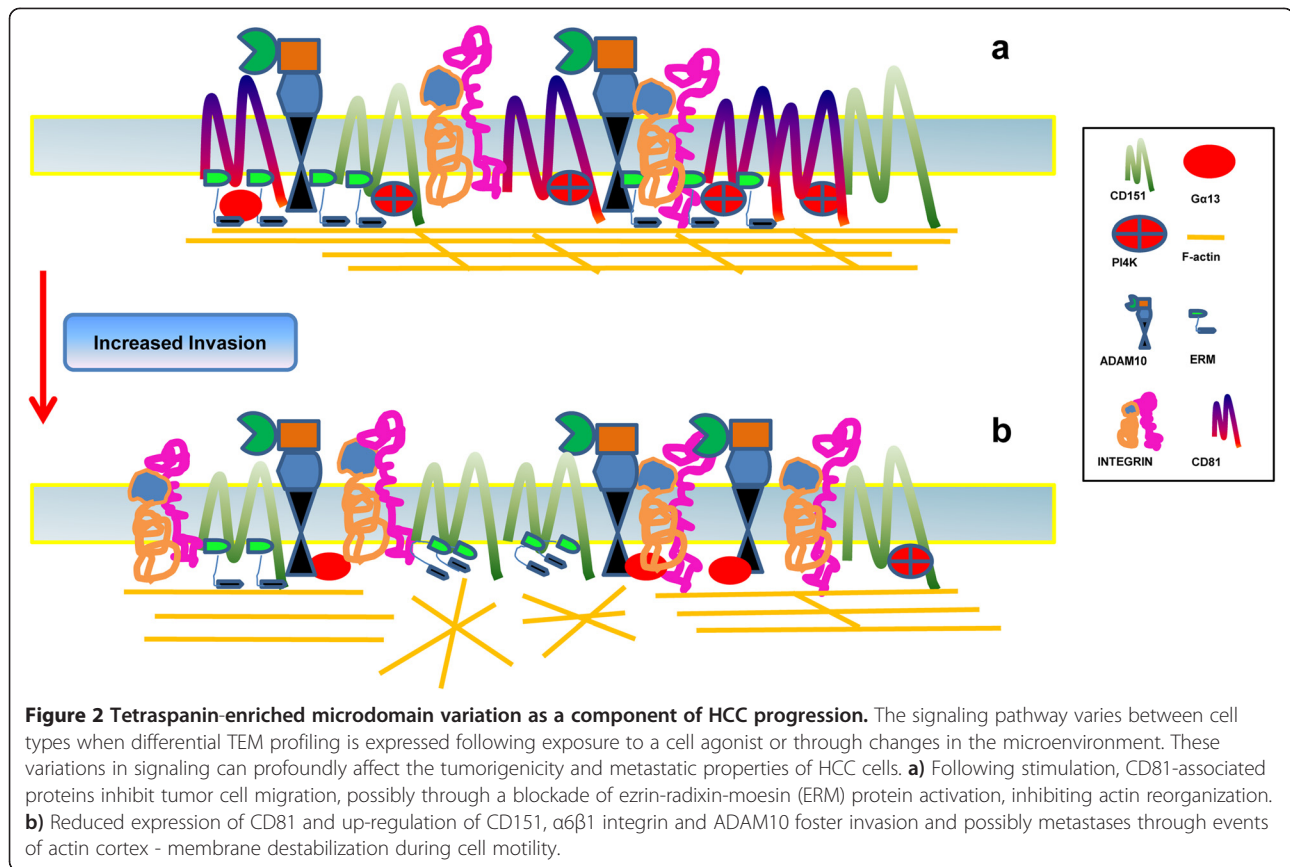 a
CD151
Gα13
PI4K
F-actin
ADAM10
ERM
INTEGRIN
CD81
Increased Invasion
b
Figure 2 Tetraspanin-enriched microdomain variation as a component of HCC progression. The signaling pathway varies between cell
types when differential TEM profiling is expressed following exposure to a cell agonist or through changes in the microenvironment. These
variations in signaling can profoundly affect the tumorigenicity and metastatic properties of HCC cells. a) Following stimulation, CD81-associated
proteins inhibit tumor cell migration, possibly through a blockade of ezrin-radixin-moesin (ERM) protein activation, inhibiting actin reorganization.
b) Reduced expression of CD81 and up-regulation of CD151, α6β1 integrin and ADAM10 foster invasion and possibly metastases through events
of actin cortex - membrane destabilization during cell motility.